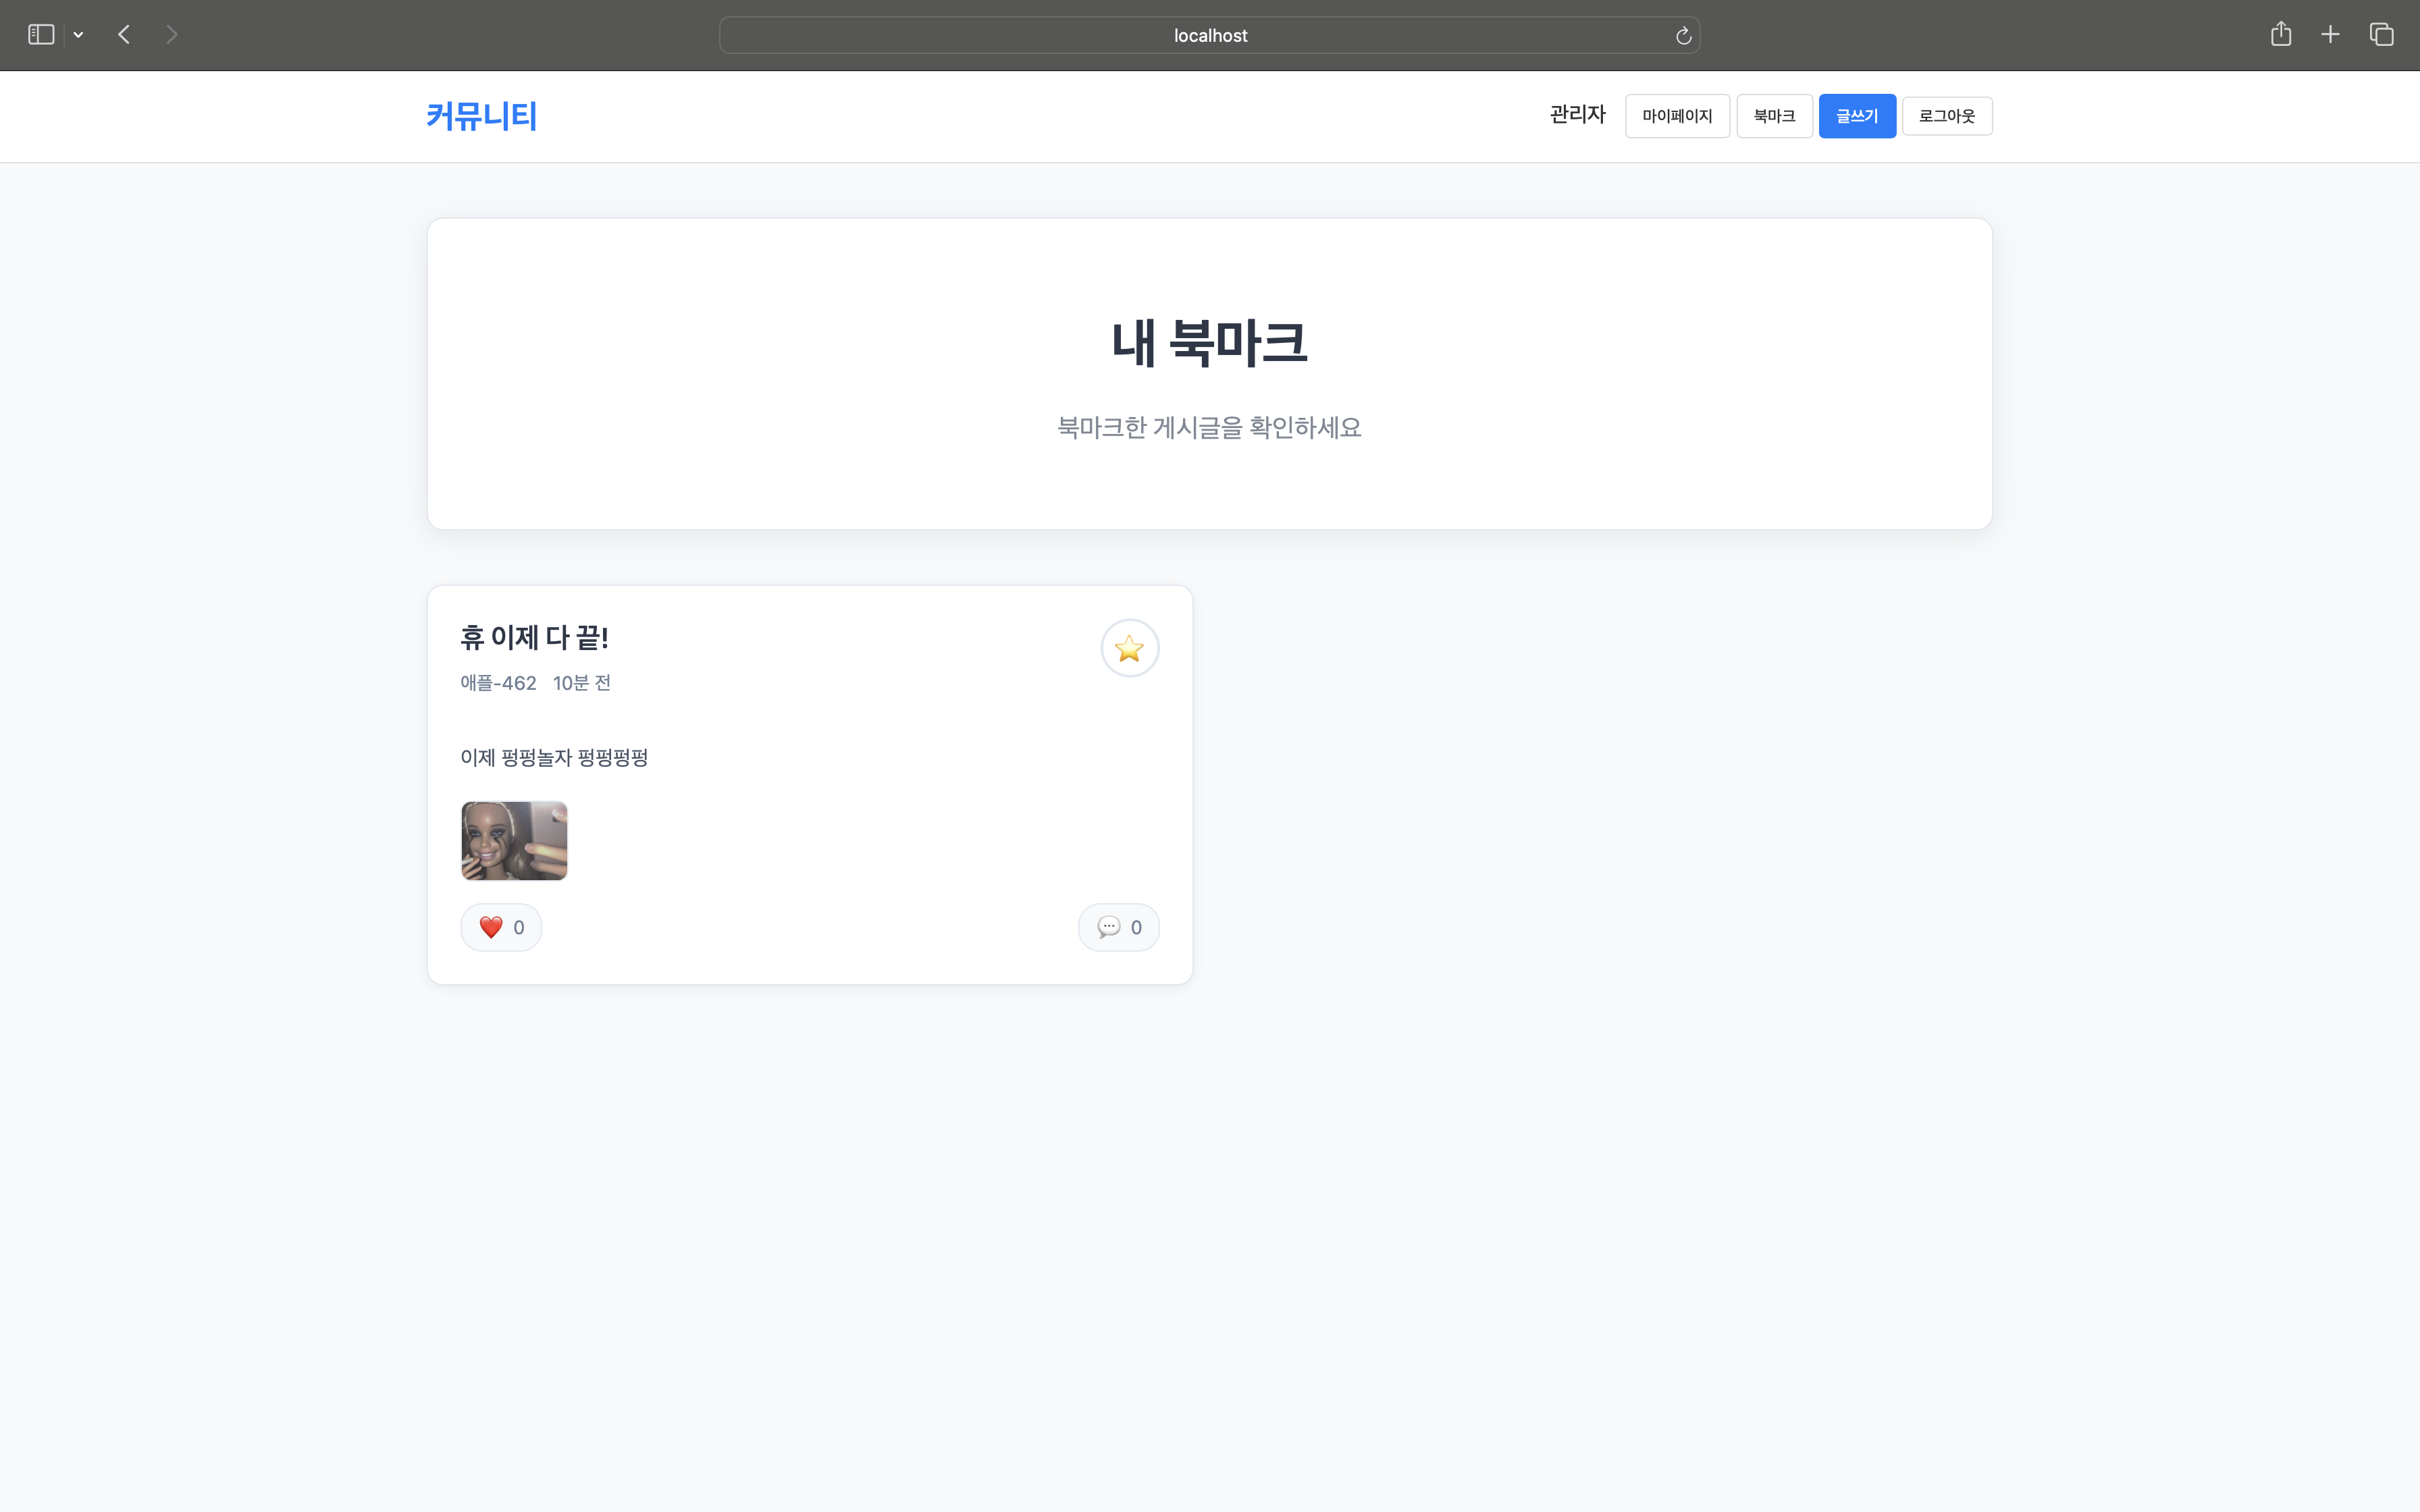 localhost
커뮤니티
관리자 마이페이지 북마크 글쓰기 로그아웃
내 북마크
북마크한 게시글을 확인하세요
휴 이제 다 끝!
애플-462 10분 전
이제 펑펑놀자 펑펑펑펑
0 0